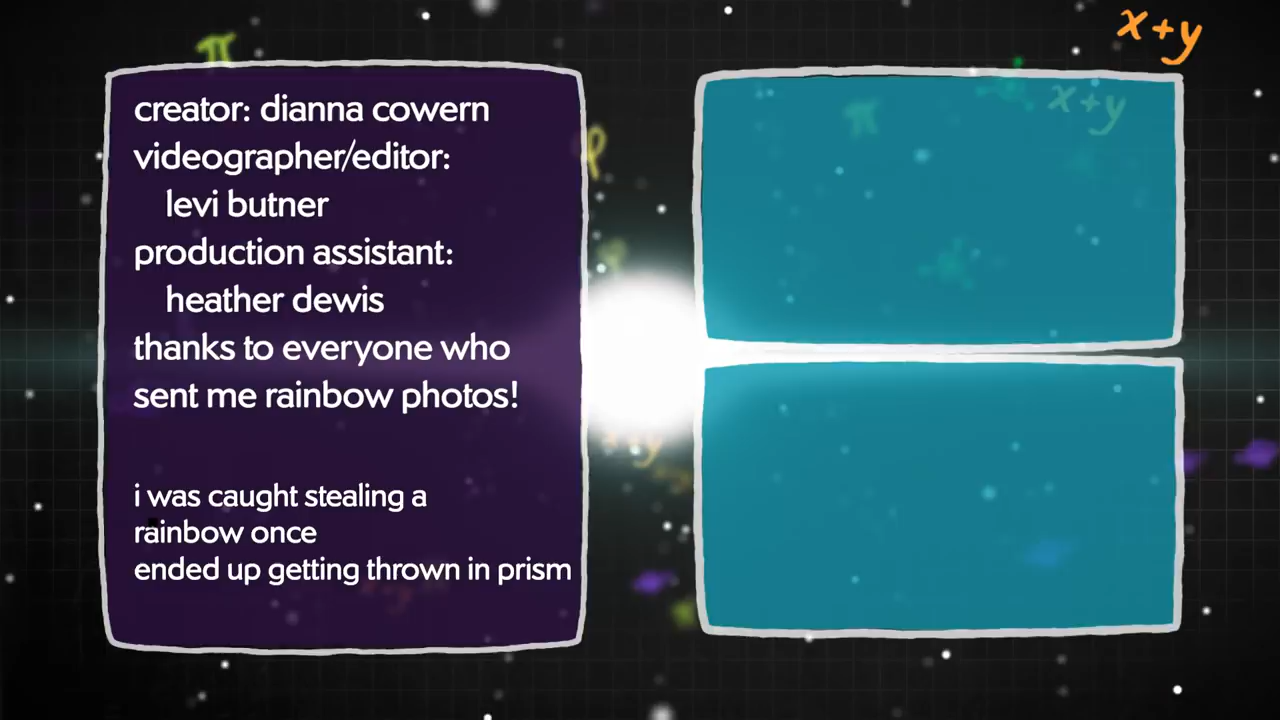 π
x+y
creator: dianna cowern
x+y
π
videographer/editor:
levi butner
production assistant:
heather dewis
thanks to everyone who
sent me rainbow photos!
x+y
i was caught stealing a
rainbow once
ended up getting thrown in prism